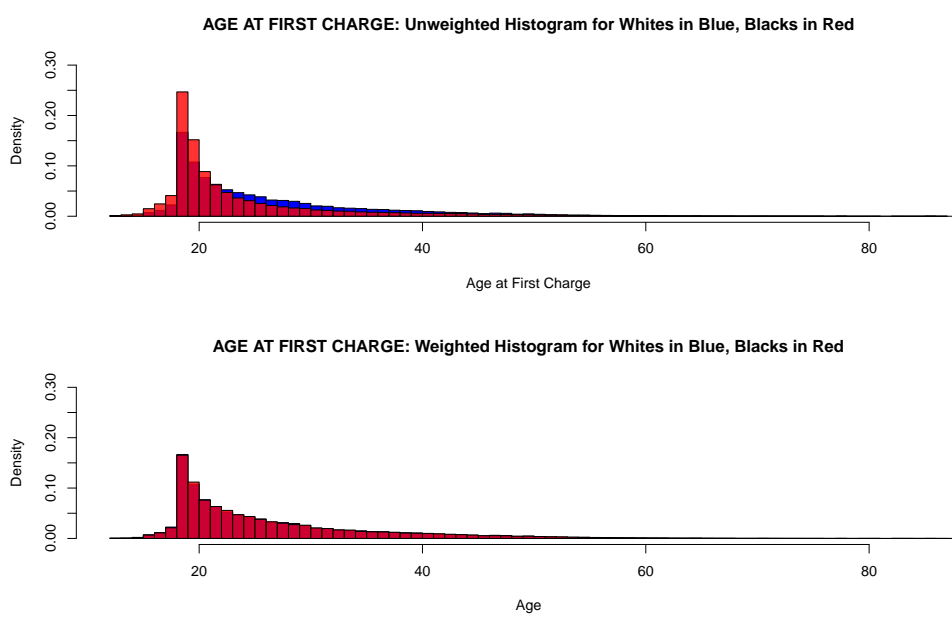 AGE AT FIRST CHARGE: Unweighted Histogram for Whites in Blue, Blacks in Red
0.30
0.20
0.10
0.00
Density
20 40 60 80
Age at First Charge
AGE AT FIRST CHARGE: Weighted Histogram for Whites in Blue, Blacks in Red
0.30
0.20
0.10
0.00
Density
20 40 60 80
Age